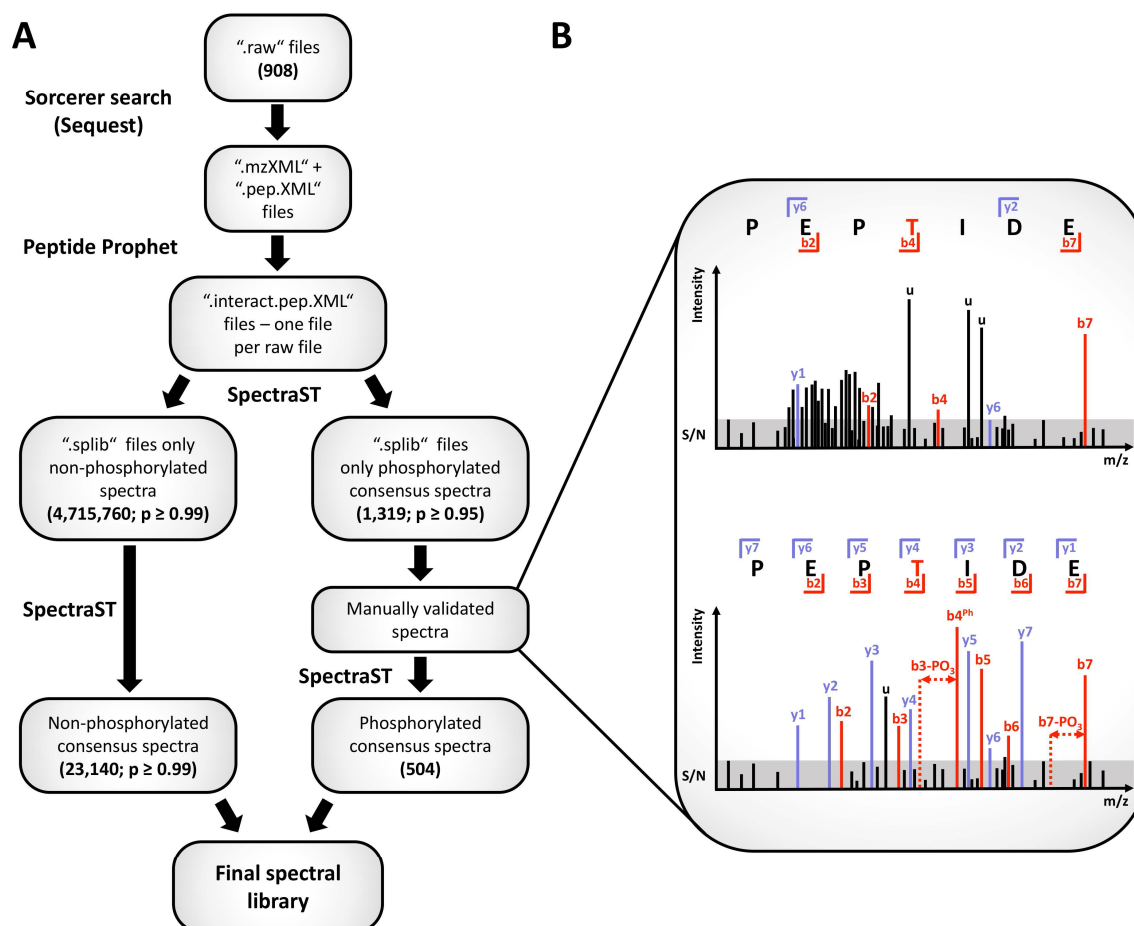 A
“.raw“ files
(908)
Sorcerer search
(Sequest)
“.mzXML“ +
“.pep.XML“
files
Peptide Prophet
“.interact.pep.XML“
files – one file
per raw file
SpectraST
“.splib“ files only
non-phosphorylated
spectra
(4,715,760; p ≥ 0.99)
“.splib“ files
only phosphorylated
consensus spectra
(1,319; p ≥ 0.95)
SpectraST
Manually validated
spectra
SpectraST
Non-phosphorylated
consensus spectra
(23,140; p ≥ 0.99)
Phosphorylated
consensus spectra
(504)
Final spectral
library
B
y6 y2
P E P T I D E
b2 b4 b7
Intensity
u
u
u
b7
y1
b2
b4
y6
S/N
m/z
y7 y6 y5 y4 y3 y2 y1
P E P T I D E
b2 b3 b4 b5 b6 b7
Intensity
b4Ph
y3
y5
y7
b3-PO3
b5
b7
y2
u
y1
b2
b3
y4
b7-PO3
b6
y6
S/N
m/z